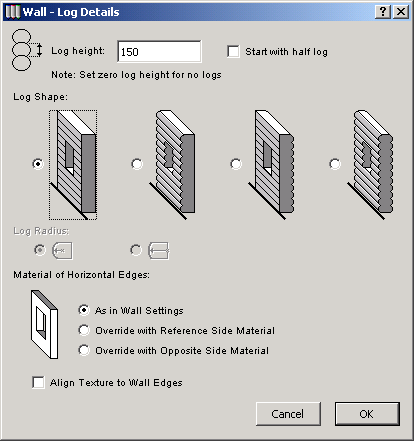 Wall - Log Details
Log height: 150 Start with half log
Note: Set zero log height for no logs
Log Shape:
Log Radius:
Material of Horizontal Edges:
As in Wall Settings
Override with Reference Side Material
Override with Opposite Side Material
Align Texture to Wall Edges
Cancel OK